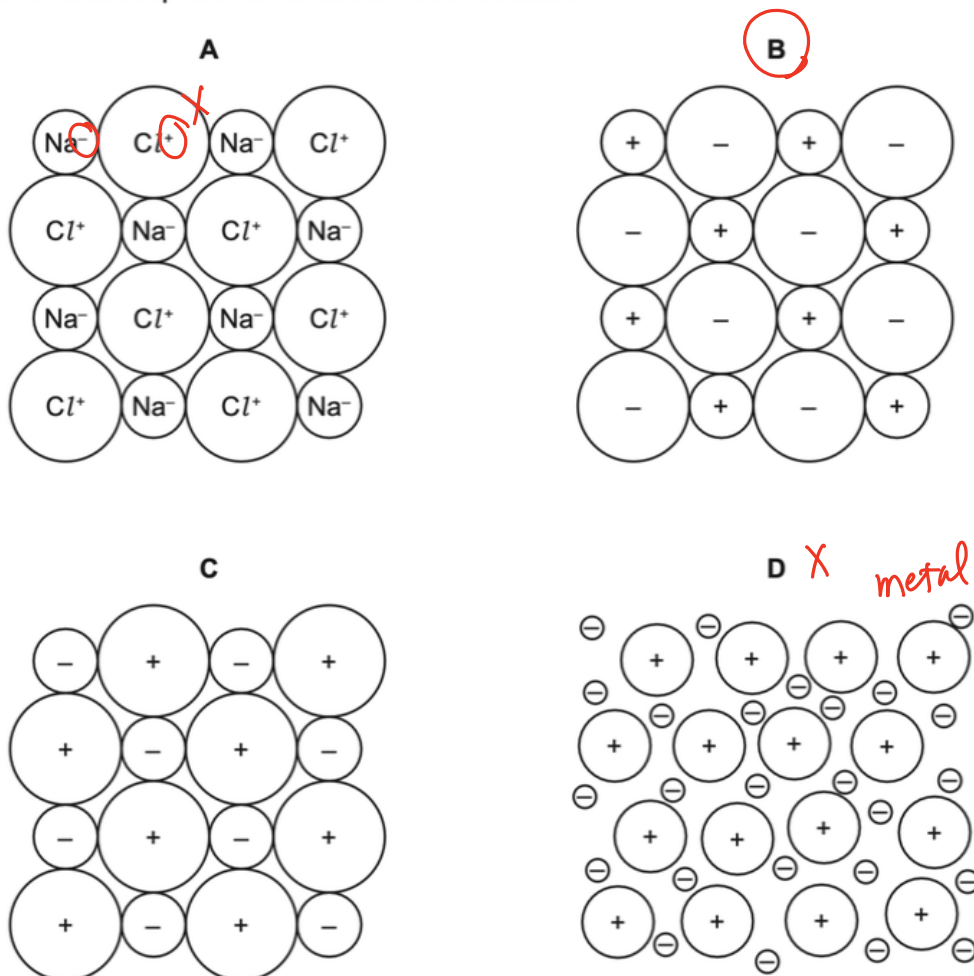 A
B
Na⁻ Cl⁺ X Na⁻ Cl⁺
Cl⁺ Na⁻ Cl⁺ Na⁻
Na⁻ Cl⁺ Na⁻ Cl⁺
Cl⁺ Na⁻ Cl⁺ Na⁻
+ − + −
− + − +
+ − + −
− + − +
C
D X metal
− + − +
+ − + −
− + − +
+ − + −
− − −
+ + + +
− − −
− − − −
+ + + +
− − − − −
− −
+ + + +
− − − −
−
+ + + +
− − − −